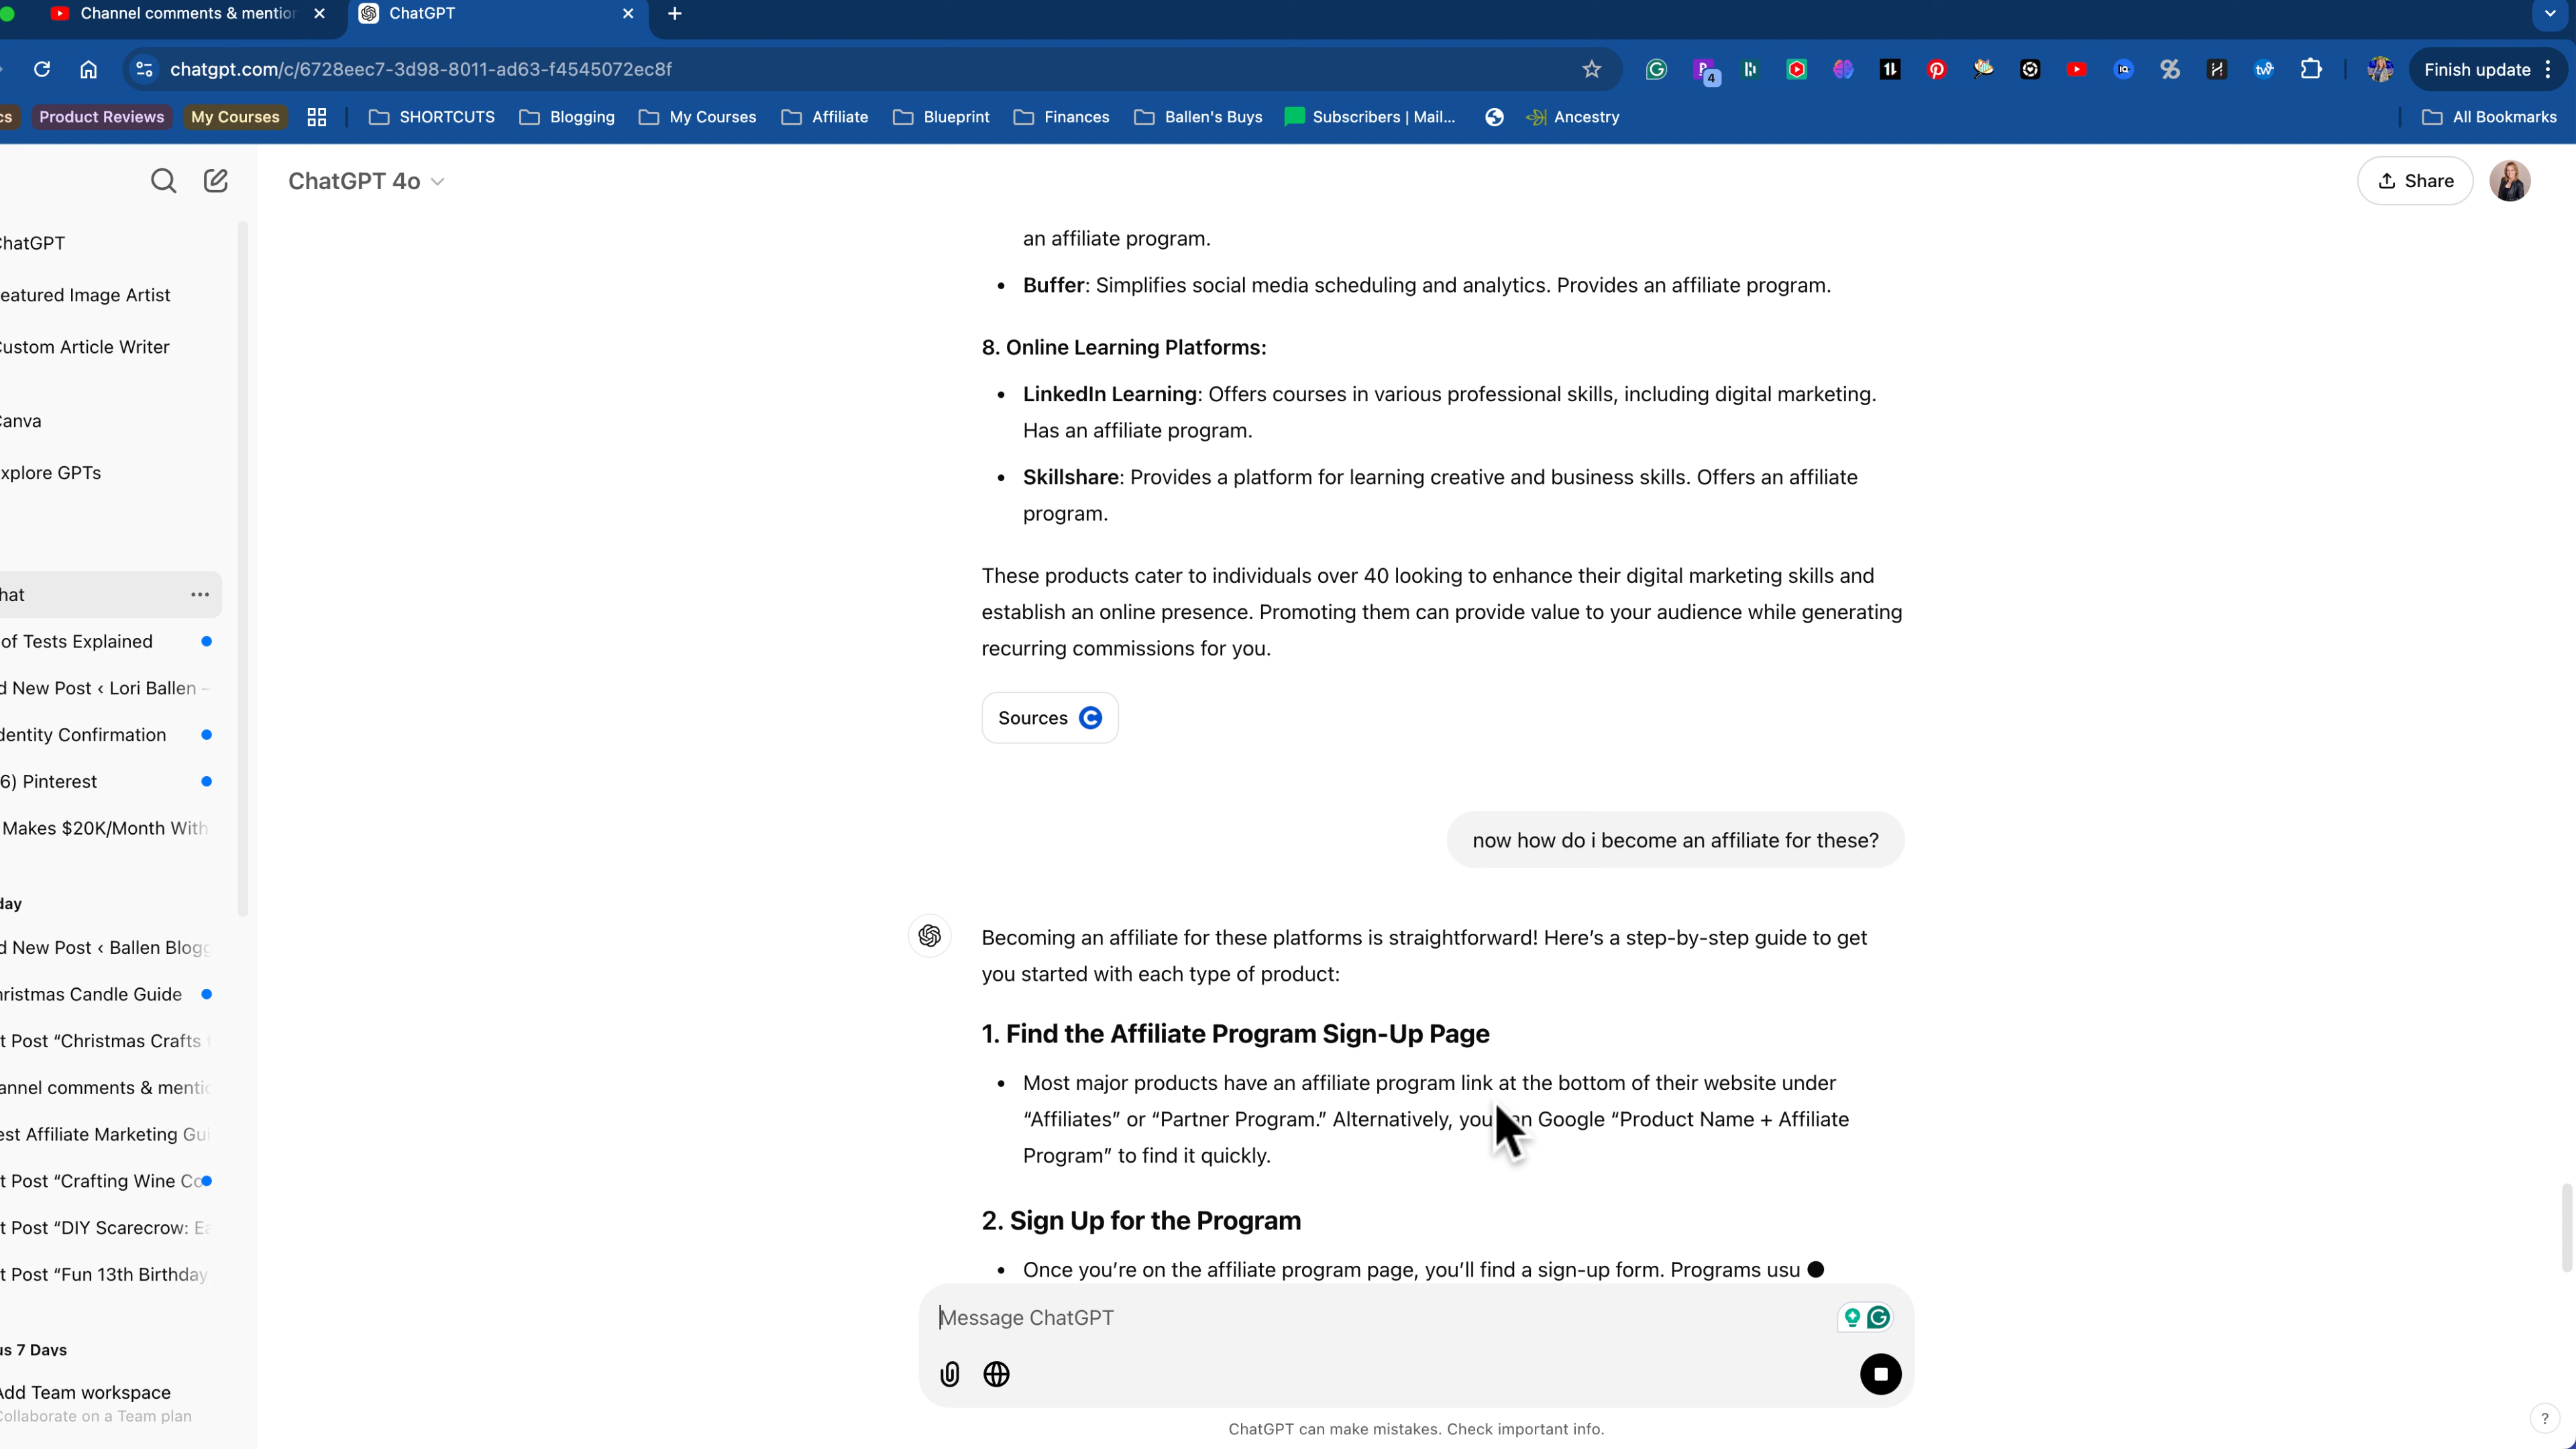 Channel comments & mention
ChatGPT
chatgpt.com/c/6728eec7-3d98-8011-ad63-f4545072ec8f
4
Finish update
cs
Product Reviews
My Courses
SHORTCUTS
Blogging
My Courses
Affiliate
Blueprint
Finances
Ballen's Buys
Subscribers | Mail...
Ancestry
All Bookmarks
ChatGPT 4o
Share
hatGPT
eatured Image Artist
ustom Article Writer
anva
xplore GPTs
hat
of Tests Explained
d New Post ‹ Lori Ballen –
dentity Confirmation
6) Pinterest
Makes $20K/Month With
day
d New Post ‹ Ballen Blogg
hristmas Candle Guide
t Post “Christmas Crafts t
annel comments & mentic
est Affiliate Marketing Gui
t Post “Crafting Wine Co
t Post “DIY Scarecrow: Ea
t Post “Fun 13th Birthday
us 7 Days
Add Team workspace
Collaborate on a Team plan
an affiliate program.
• Buffer: Simplifies social media scheduling and analytics. Provides an affiliate program.
8. Online Learning Platforms:
• LinkedIn Learning: Offers courses in various professional skills, including digital marketing.
Has an affiliate program.
• Skillshare: Provides a platform for learning creative and business skills. Offers an affiliate
program.
These products cater to individuals over 40 looking to enhance their digital marketing skills and
establish an online presence. Promoting them can provide value to your audience while generating
recurring commissions for you.
Sources
now how do i become an affiliate for these?
Becoming an affiliate for these platforms is straightforward! Here’s a step-by-step guide to get
you started with each type of product:
1. Find the Affiliate Program Sign-Up Page
• Most major products have an affiliate program link at the bottom of their website under
“Affiliates” or “Partner Program.” Alternatively, you n Google “Product Name + Affiliate
Program” to find it quickly.
2. Sign Up for the Program
• Once you’re on the affiliate program page, you’ll find a sign-up form. Programs usu
Message ChatGPT
ChatGPT can make mistakes. Check important info.
?